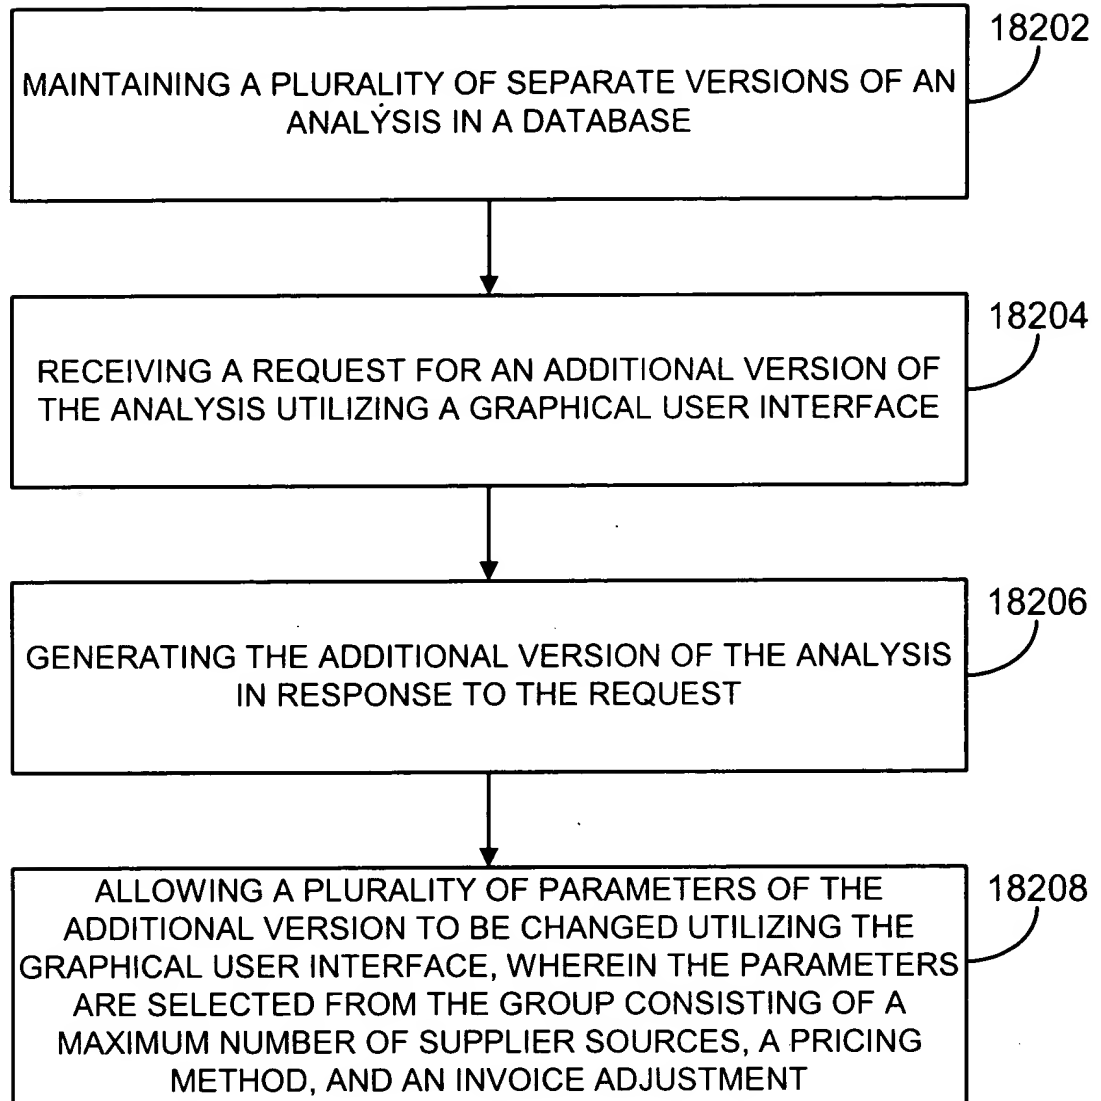 18202
MAINTAINING A PLURALITY OF SEPARATE VERSIONS OF AN
ANALYSIS IN A DATABASE
18204
RECEIVING A REQUEST FOR AN ADDITIONAL VERSION OF
THE ANALYSIS UTILIZING A GRAPHICAL USER INTERFACE
18206
GENERATING THE ADDITIONAL VERSION OF THE ANALYSIS
IN RESPONSE TO THE REQUEST
18208
ALLOWING A PLURALITY OF PARAMETERS OF THE
ADDITIONAL VERSION TO BE CHANGED UTILIZING THE
GRAPHICAL USER INTERFACE, WHEREIN THE PARAMETERS
ARE SELECTED FROM THE GROUP CONSISTING OF A
MAXIMUM NUMBER OF SUPPLIER SOURCES, A PRICING
METHOD, AND AN INVOICE ADJUSTMENT